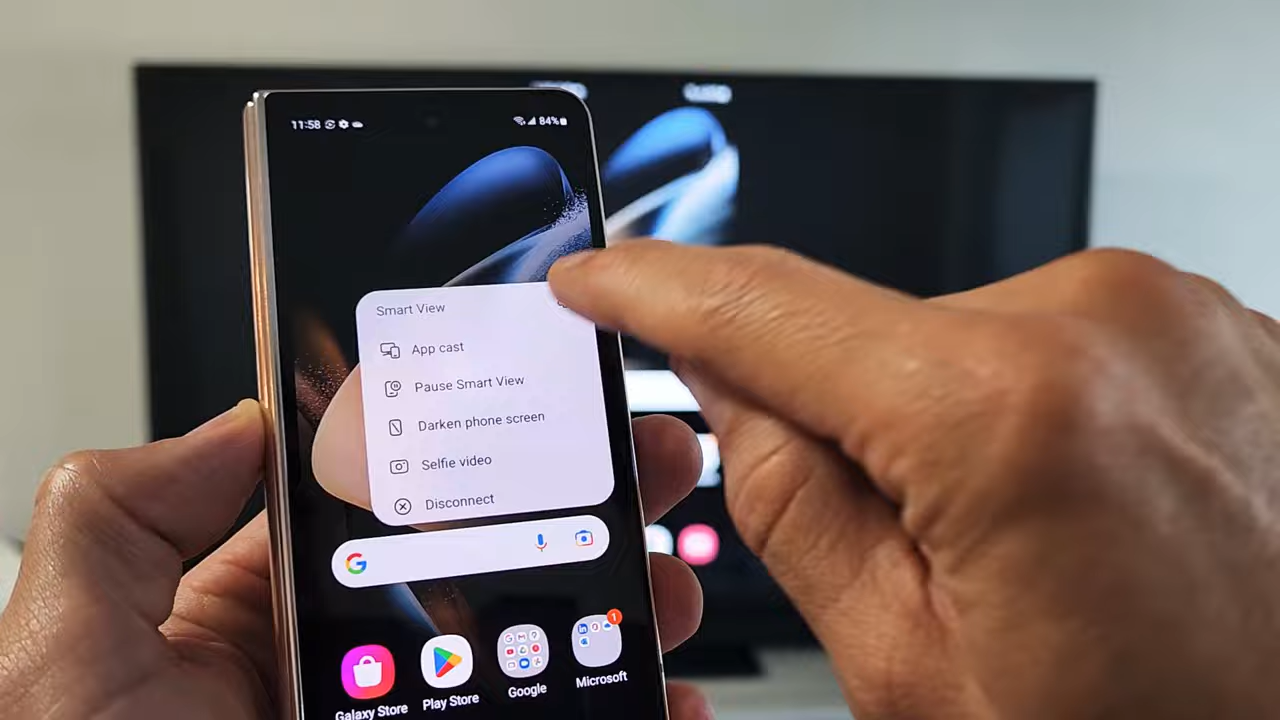 11:58
84%
Smart View
App cast
Pause Smart View
Darken phone screen
Selfie video
Disconnect
G
1
Galaxy Store
Play Store
Google
Microsoft